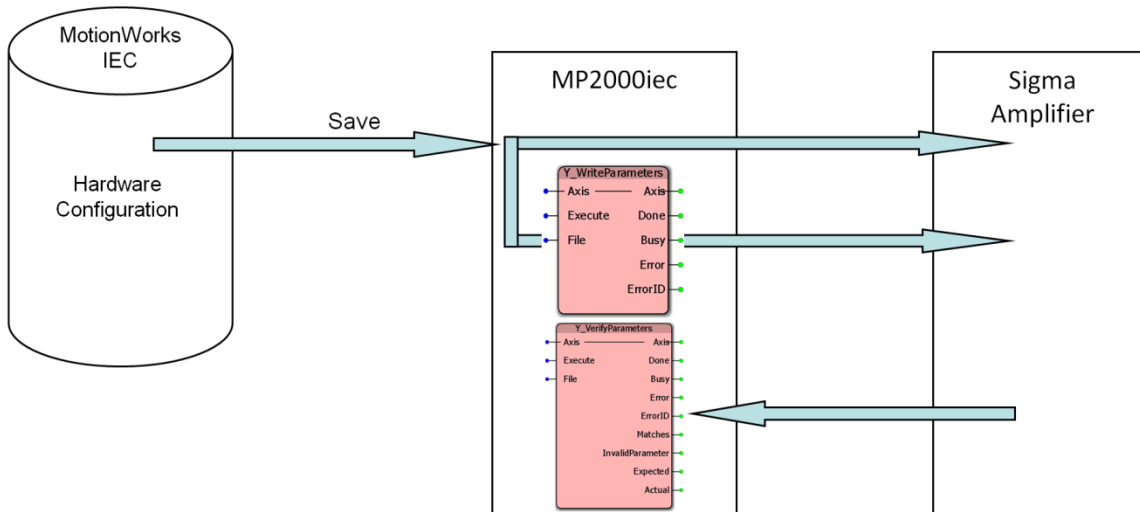 MotionWorks
IEC
Hardware
Configuration
Save
MP2000iec
Y_WriteParameters
Axis Axis
Execute Done
File Busy
Error
ErrorID
Y_VerifyParameters
Axis Axis
Execute Done
File Busy
Error
ErrorID
Matches
InvalidParameter
Expected
Actual
Sigma
Amplifier